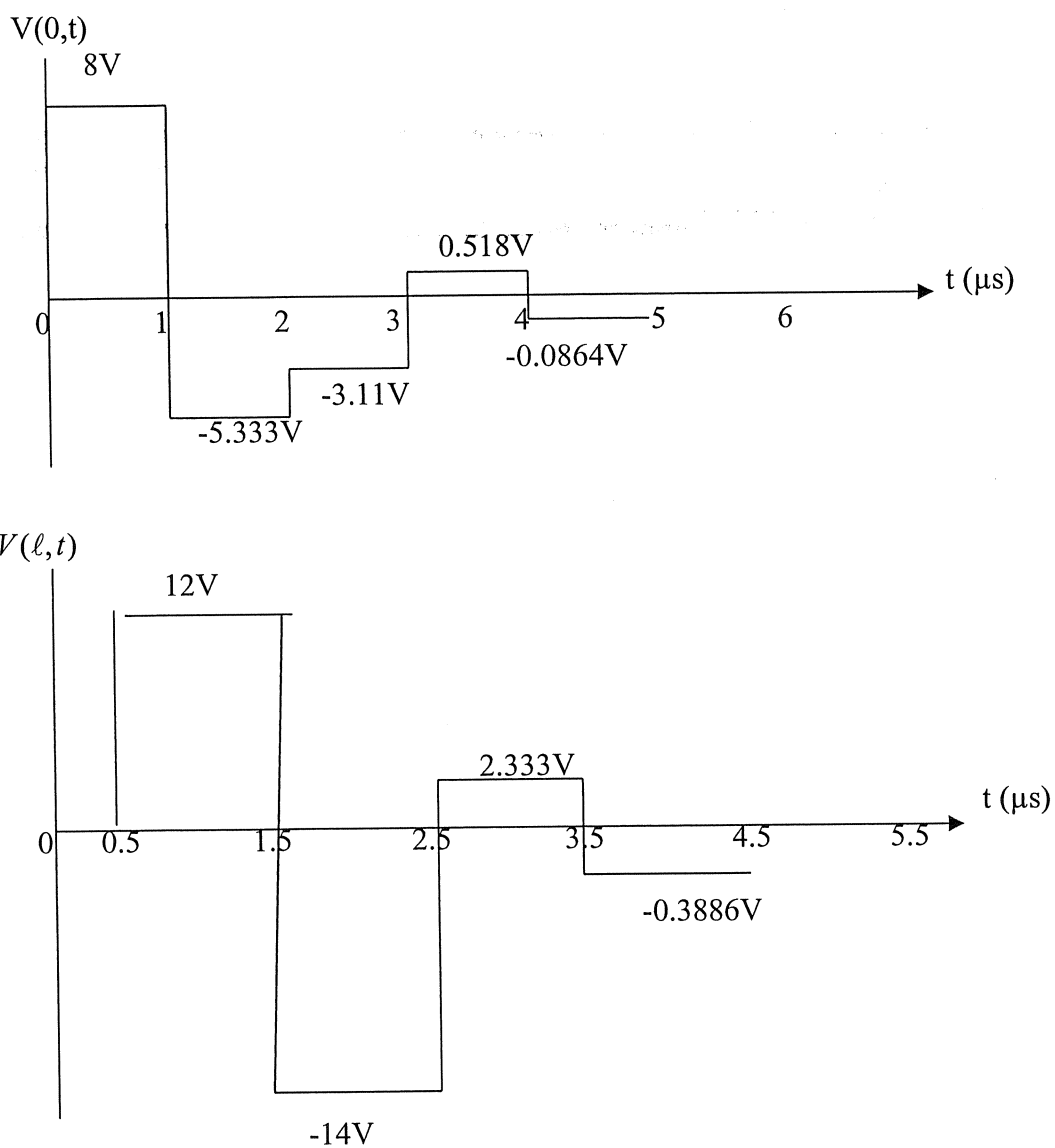 V(0,t)
8V
0.518V
t (μs)
0 1 2 3 4 5 6
-0.0864V
-3.11V
-5.333V
V(ℓ,t)
12V
2.333V
t (μs)
0 0.5 1.5 2.5 3.5 4.5 5.5
-0.3886V
-14V